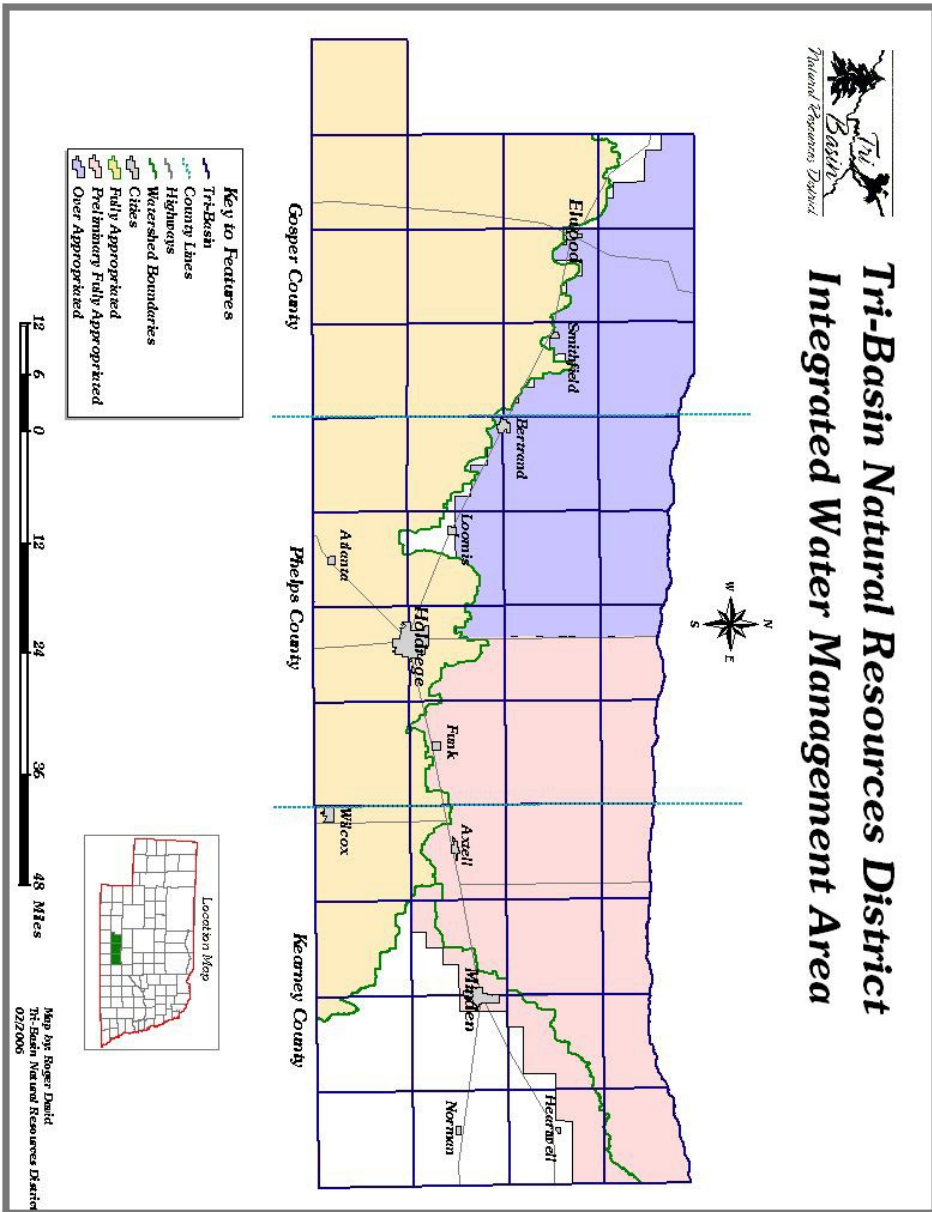 Tri-Basin Natural Resources District
Integrated Water Management Area
Tri
Basin
Natural Resources District
N
W
E
S
Elwood
Smithfield
Bertrand
Loomis
Atlanta
Holdrege
Funk
Axtell
Wilcox
Minden
Heartwell
Norman
Gosper County
Phelps County
Kearney County
Key to Features
Tri-Basin
County Lines
Highways
Watershed Boundaries
Cities
Fully Appropriated
Preliminary Fully Appropriated
Over Appropriated
12 6 0 12 24 36 48 Miles
Location Map
Map by: Roger David
Tri-Basin Natural Resources District
02/2006